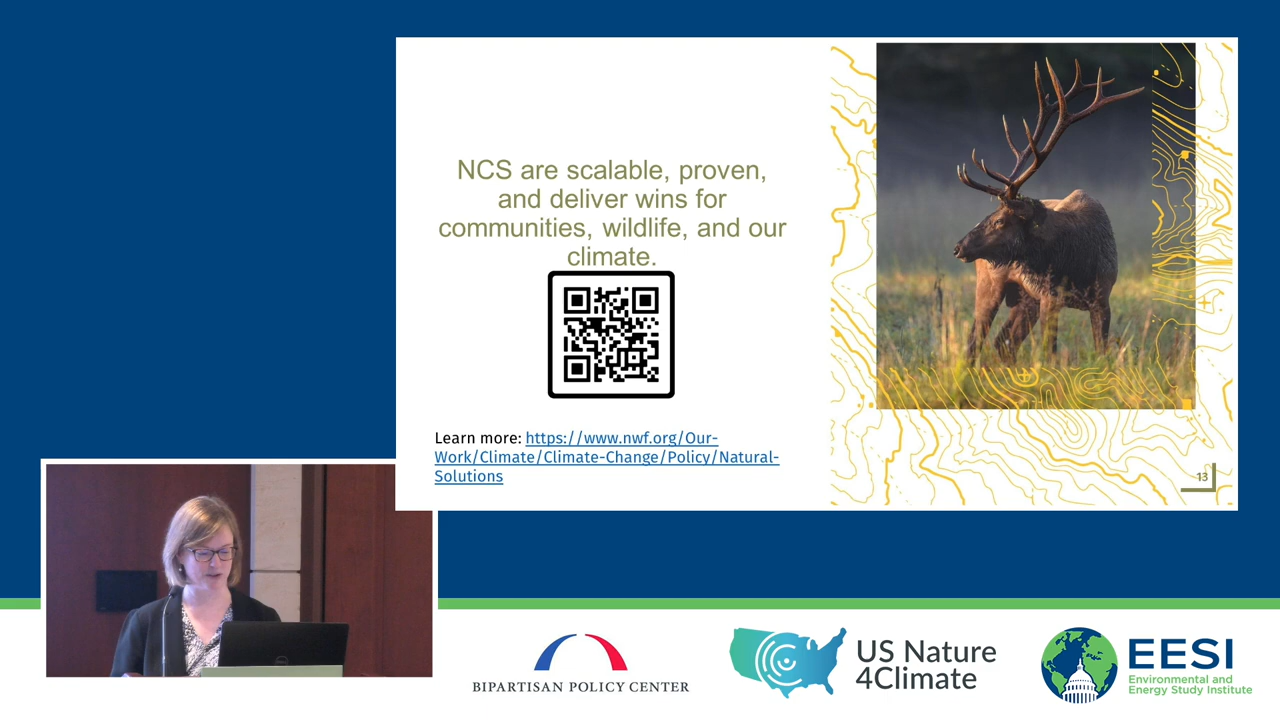 NCS are scalable, proven,
and deliver wins for
communities, wildlife, and our
climate.
Learn more: https://www.nwf.org/Our-
Work/Climate/Climate-Change/Policy/Natural-
Solutions
13
BIPARTISAN POLICY CENTER
US Nature
4Climate
EESI
Environmental and
Energy Study Institute